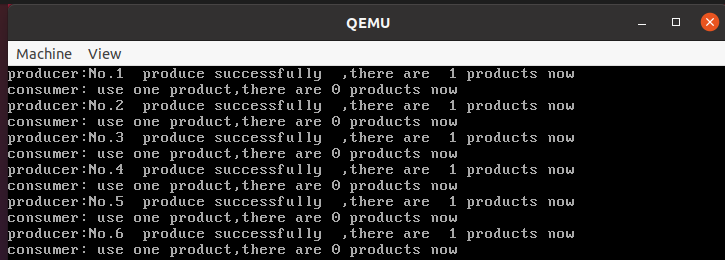 QEMU
Machine View
producer:No.1  produce successfully  ,there are  1 products now
consumer: use one product,there are 0 products now
producer:No.2  produce successfully  ,there are  1 products now
consumer: use one product,there are 0 products now
producer:No.3  produce successfully  ,there are  1 products now
consumer: use one product,there are 0 products now
producer:No.4  produce successfully  ,there are  1 products now
consumer: use one product,there are 0 products now
producer:No.5  produce successfully  ,there are  1 products now
consumer: use one product,there are 0 products now
producer:No.6  produce successfully  ,there are  1 products now
consumer: use one product,there are 0 products now